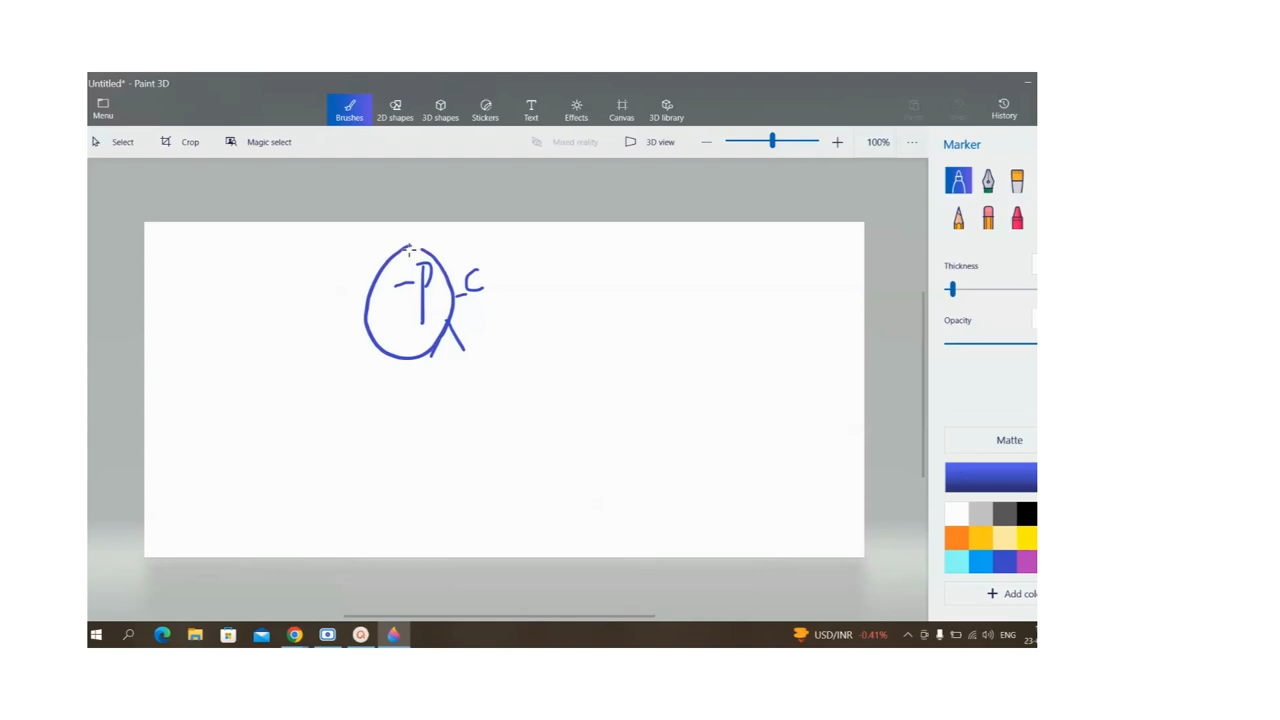 Untitled* - Paint 3D
Menu
Brushes
2D shapes
3D shapes
Stickers
Text
Effects
Canvas
3D library
History
Select
Crop
Magic select
Mixed reality
3D view
100%
Marker
-P
-C
Thickness
Opacity
Matte
Add
USD/INR -0.41%
ENG